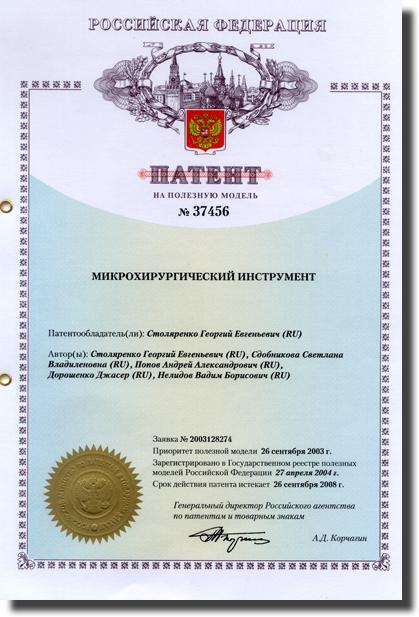 РОССИЙСКАЯ ФЕДЕРАЦИЯ
ПАТЕНТ
НА ПОЛЕЗНУЮ МОДЕЛЬ
№ 37456
МИКРОХИРУРГИЧЕСКИЙ ИНСТРУМЕНТ
Патентообладатель(ли): Столяренко Георгий Евгеньевич (RU)
Автор(ы): Столяренко Георгий Евгеньевич (RU), Сдобникова Светлана
Владиленовна (RU), Попов Андрей Александрович (RU),
Дорошенко Джасер (RU), Нелидов Вадим Борисович (RU)
Заявка № 2003128274
Приоритет полезной модели 26 сентября 2003 г.
Зарегистрировано в Государственном реестре полезных
моделей Российской Федерации 27 апреля 2004 г.
Срок действия патента истекает 26 сентября 2008 г.
Генеральный директор Российского агентства
по патентам и товарным знакам
А.Д. Корчагин